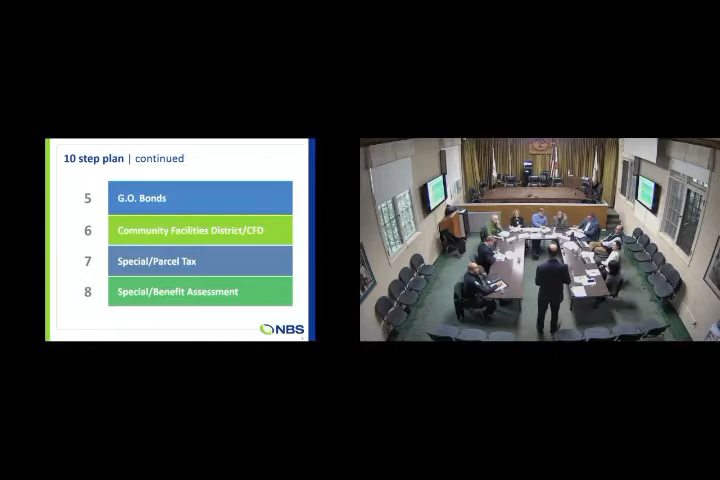 10 step plan | continued
5 G.O. Bonds
6 Community Facilities District/CFD
7 Special/Parcel Tax
8 Special/Benefit Assessment
NBS